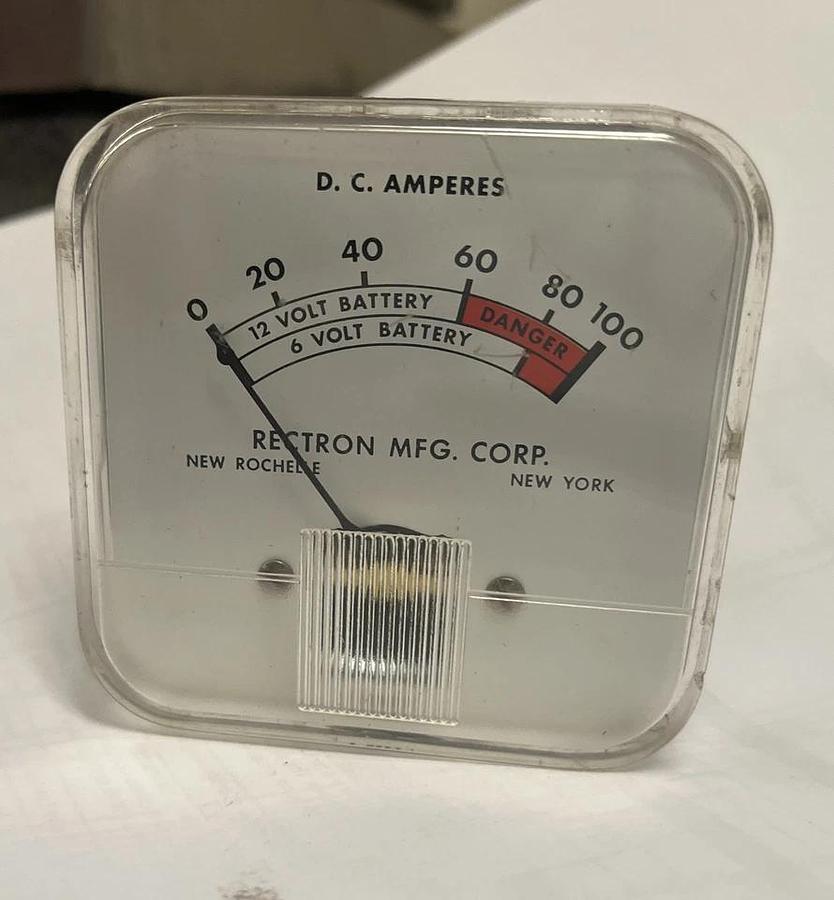 D. C. AMPERES
0 20 40 60 80 100
12 VOLT BATTERY DANGER
6 VOLT BATTERY
RECTRON MFG. CORP.
NEW ROCHELLE
NEW YORK